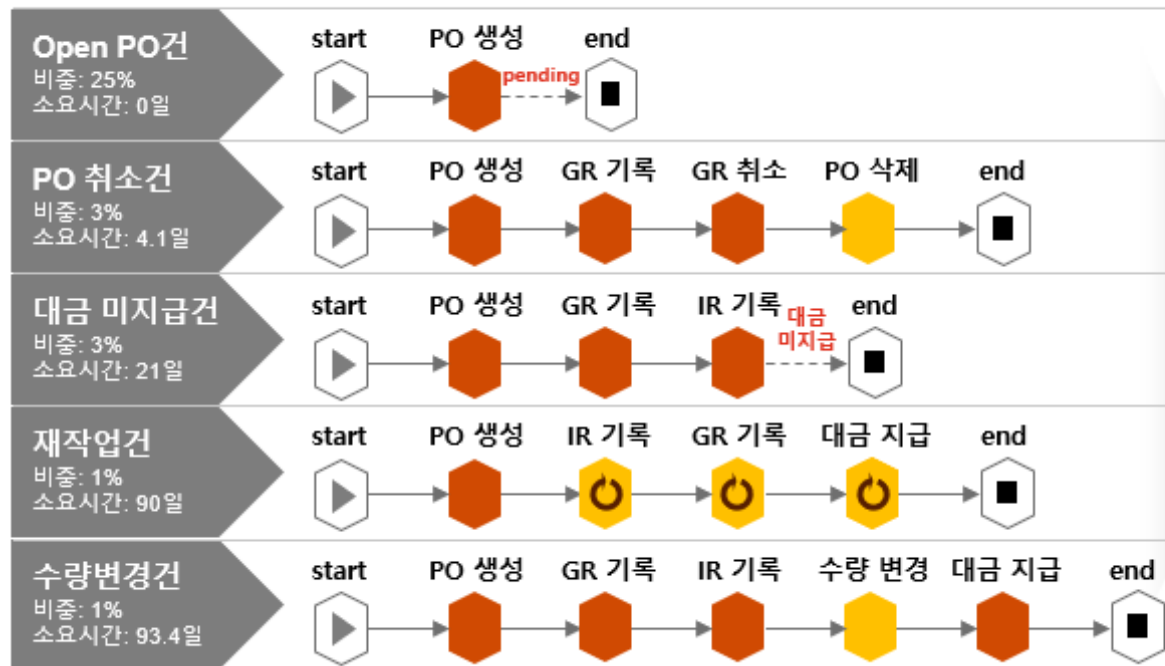 Open PO건
비중: 25%
소요시간: 0일
start PO 생성 end
pending
PO 취소건
비중: 3%
소요시간: 4.1일
start PO 생성 GR 기록 GR 취소 PO 삭제 end
대금 미지급건
비중: 3%
소요시간: 21일
start PO 생성 GR 기록 IR 기록 end
대금
미지급
재작업건
비중: 1%
소요시간: 90일
start PO 생성 IR 기록 GR 기록 대금 지급 end
수량변경건
비중: 1%
소요시간: 93.4일
start PO 생성 GR 기록 IR 기록 수량 변경 대금 지급 end